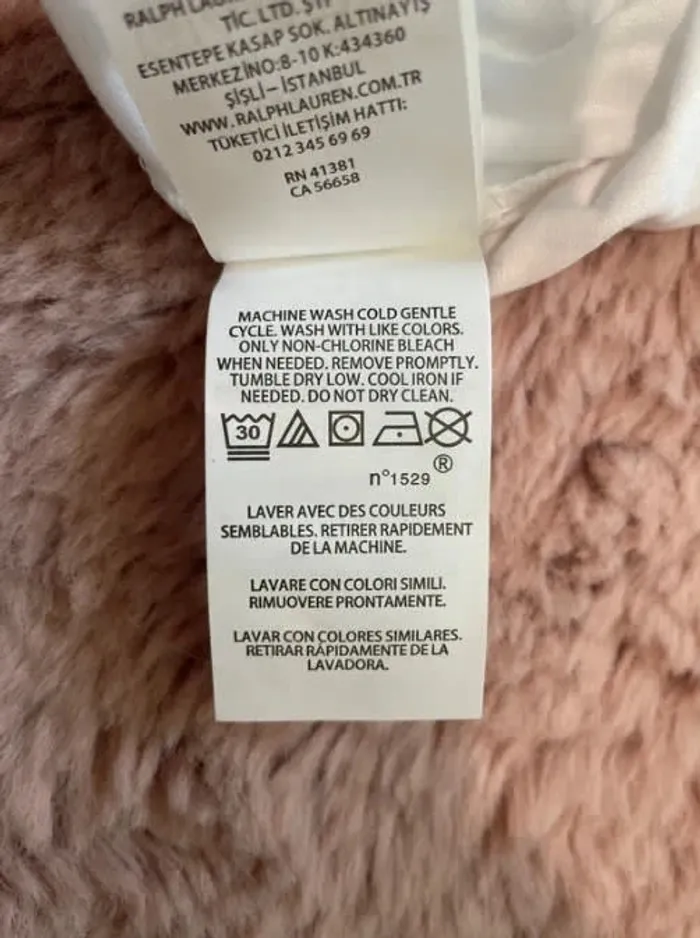 RALPH
TİC. LTD. ŞTİ
ESENTEPE KASAP SOK. ALTINAYIŞ
MERKEZİNO:8-10 K:434360
ŞİŞLİ – İSTANBUL
WWW.RALPHLAUREN.COM.TR
TÜKETİCİ İLETİŞİM HATTI:
0212 345 69 69
RN 41381
CA 56658
MACHINE WASH COLD GENTLE
CYCLE. WASH WITH LIKE COLORS.
ONLY NON-CHLORINE BLEACH
WHEN NEEDED. REMOVE PROMPTLY.
TUMBLE DRY LOW. COOL IRON IF
NEEDED. DO NOT DRY CLEAN.
30
n°1529 ®
LAVER AVEC DES COULEURS
SEMBLABLES. RETIRER RAPIDEMENT
DE LA MACHINE.
LAVARE CON COLORI SIMILI.
RIMUOVERE PRONTAMENTE.
LAVAR CON COLORES SIMILARES.
RETIRAR RÁPIDAMENTE DE LA
LAVADORA.